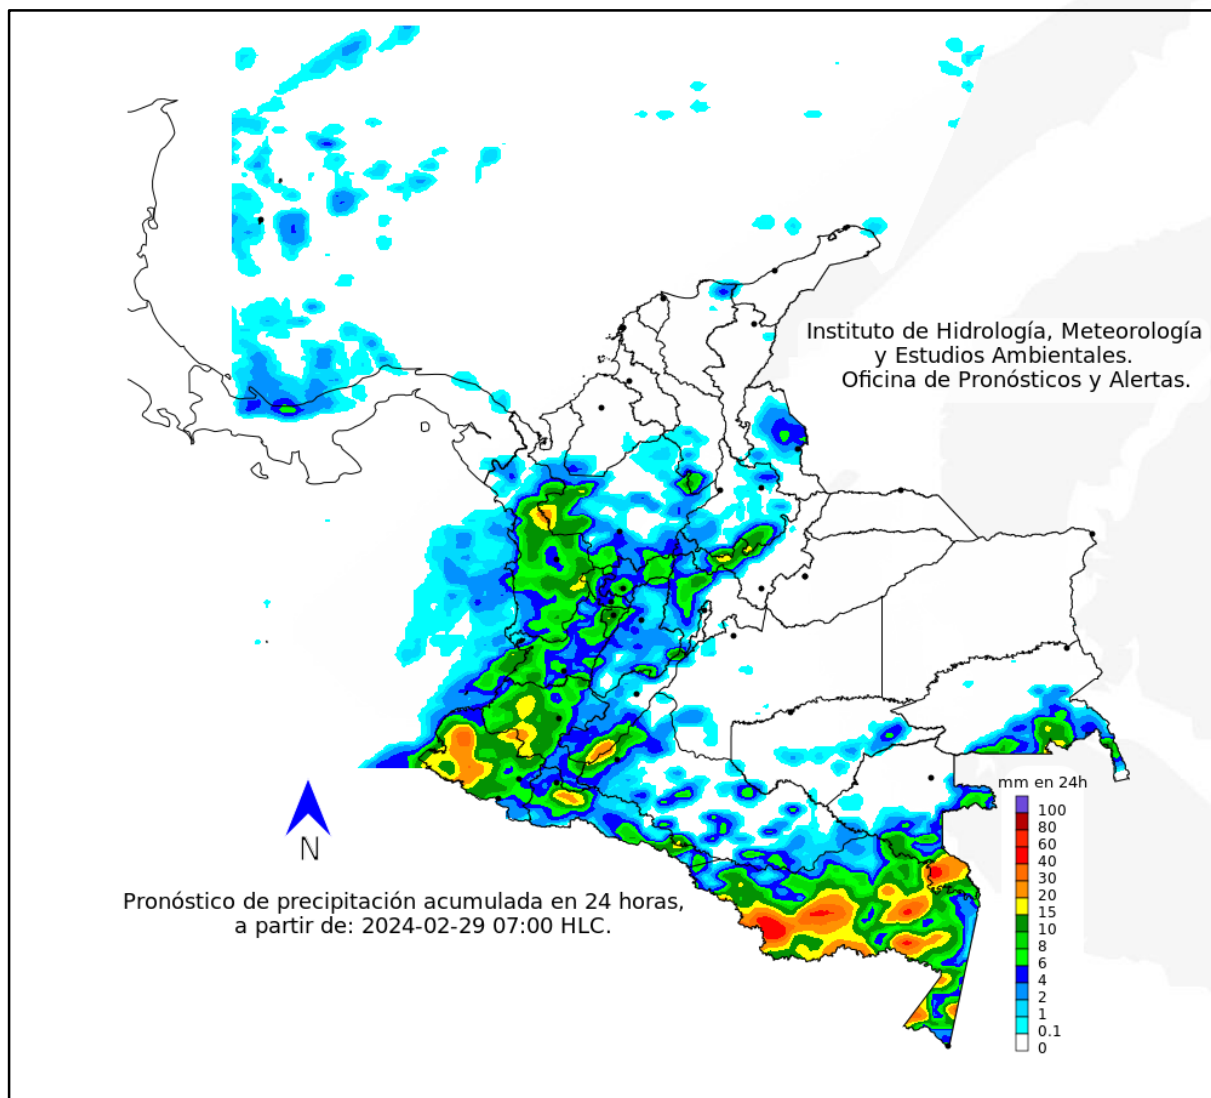 Instituto de Hidrología, Meteorología
y Estudios Ambientales.
Oficina de Pronósticos y Alertas.
mm en 24h
100
80
60
40
30
20
15
10
8
6
4
2
1
0.1
0
N
Pronóstico de precipitación acumulada en 24 horas,
a partir de: 2024-02-29 07:00 HLC.